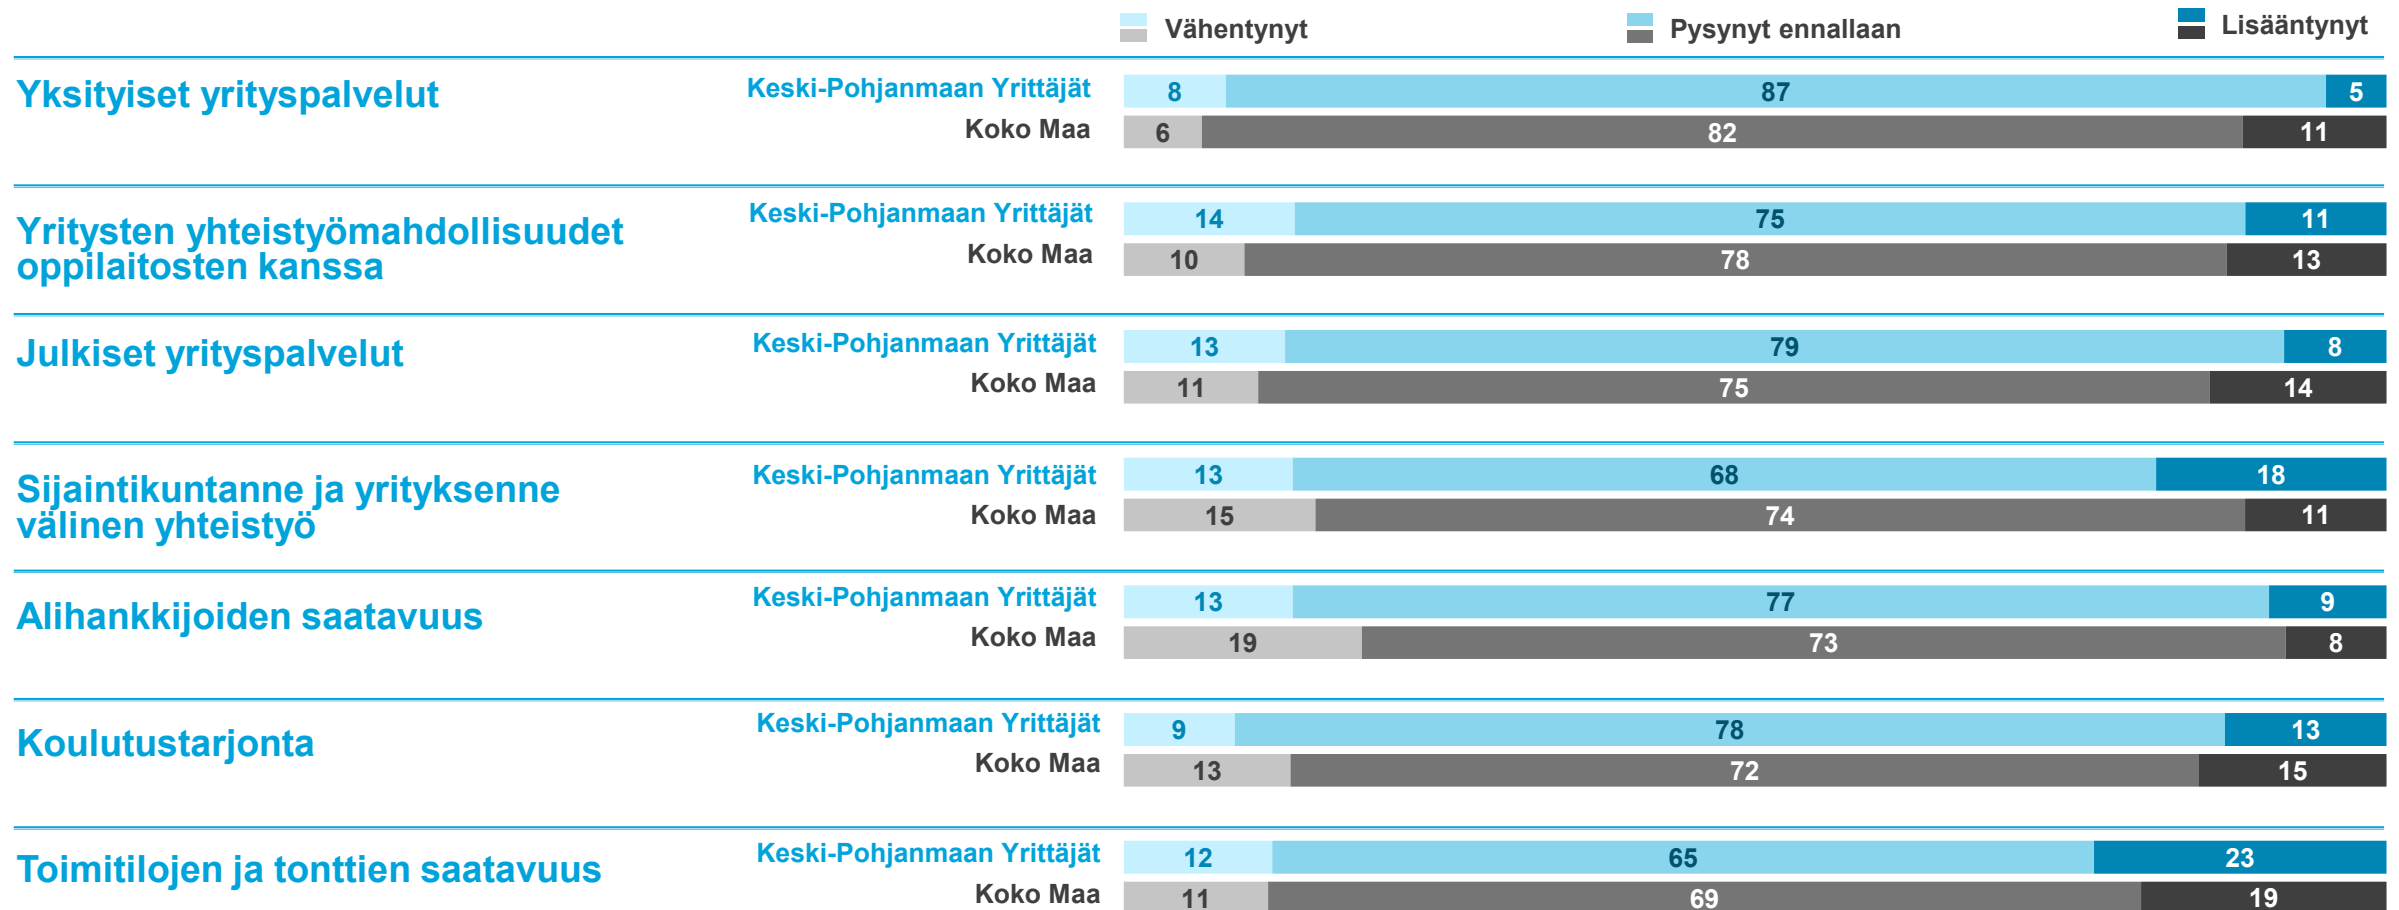 Vähentynyt Pysynyt ennallaan Lisääntynyt
Yksityiset yrityspalvelut
Keski-Pohjanmaan Yrittäjät 8 87 5
Koko Maa 6 82 11
Yritysten yhteistyömahdollisuudet
oppilaitosten kanssa
Keski-Pohjanmaan Yrittäjät 14 75 11
Koko Maa 10 78 13
Julkiset yrityspalvelut
Keski-Pohjanmaan Yrittäjät 13 79 8
Koko Maa 11 75 14
Sijaintikuntanne ja yrityksenne
välinen yhteistyö
Keski-Pohjanmaan Yrittäjät 13 68 18
Koko Maa 15 74 11
Alihankkijoiden saatavuus
Keski-Pohjanmaan Yrittäjät 13 77 9
Koko Maa 19 73 8
Koulutustarjonta
Keski-Pohjanmaan Yrittäjät 9 78 13
Koko Maa 13 72 15
Toimitilojen ja tonttien saatavuus
Keski-Pohjanmaan Yrittäjät 12 65 23
Koko Maa 11 69 19